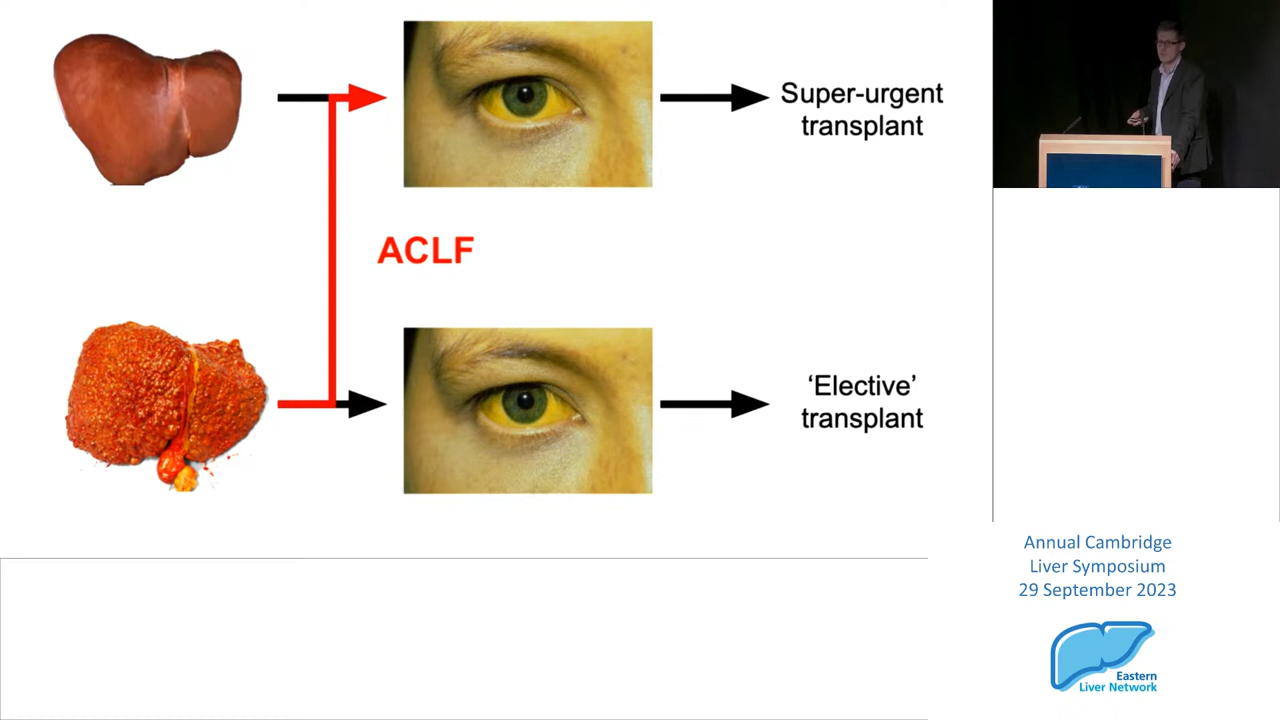 Super-urgent
transplant
ACLF
‘Elective’
transplant
Annual Cambridge
Liver Symposium
29 September 2023
Eastern
Liver Network